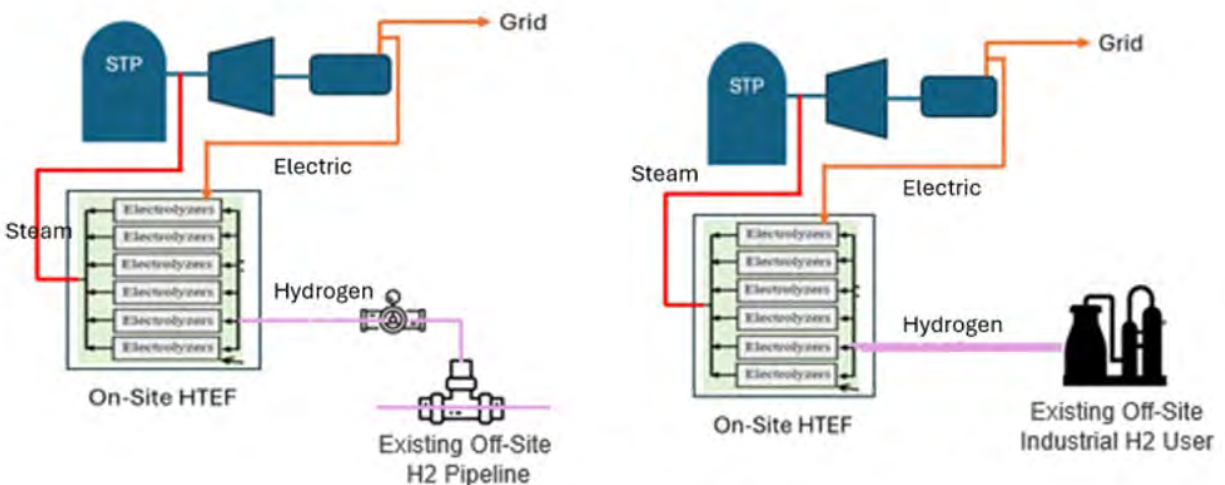 Grid
STP
Electric
Steam
Electrolyzers
Electrolyzers
Electrolyzers
Electrolyzers
Electrolyzers
Electrolyzers
Hydrogen
On-Site HTEF
Existing Off-Site
H2 Pipeline
Grid
STP
Steam
Electric
Electrolyzers
Electrolyzers
Electrolyzers
Electrolyzers
Electrolyzers
Electrolyzers
Hydrogen
On-Site HTEF
Existing Off-Site
Industrial H2 User